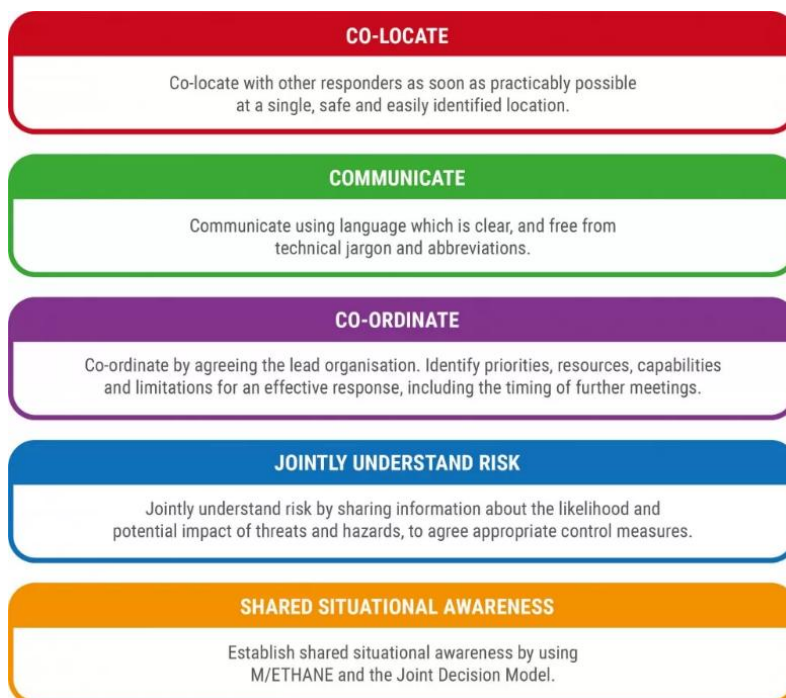 CO-LOCATE
Co-locate with other responders as soon as practicably possible
at a single, safe and easily identified location.
COMMUNICATE
Communicate using language which is clear, and free from
technical jargon and abbreviations.
CO-ORDINATE
Co-ordinate by agreeing the lead organisation. Identify priorities, resources, capabilities
and limitations for an effective response, including the timing of further meetings.
JOINTLY UNDERSTAND RISK
Jointly understand risk by sharing information about the likelihood and
potential impact of threats and hazards, to agree appropriate control measures.
SHARED SITUATIONAL AWARENESS
Establish shared situational awareness by using
M/ETHANE and the Joint Decision Model.